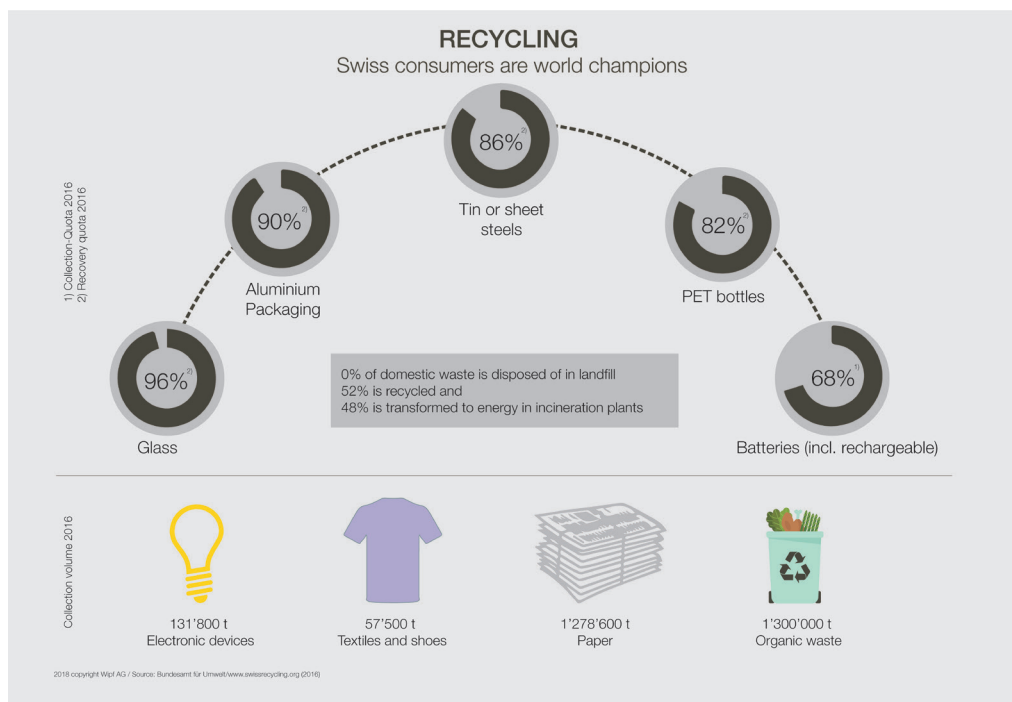 RECYCLING
Swiss consumers are world champions
1) Collection-Quota 2016
2) Recovery quota 2016
86% 2)
Tin or sheet
steels
90% 2)
Aluminium
Packaging
82% 2)
PET bottles
96% 2)
Glass
68% 1)
Batteries (incl. rechargeable)
0% of domestic waste is disposed of in landfill
52% is recycled and
48% is transformed to energy in incineration plants
Collection volume 2016
131'800 t
Electronic devices
57'500 t
Textiles and shoes
1'278'600 t
Paper
1'300'000 t
Organic waste
2018 copyright Wipf AG / Source: Bundesamt für Umwelt/www.swissrecycling.org (2016)